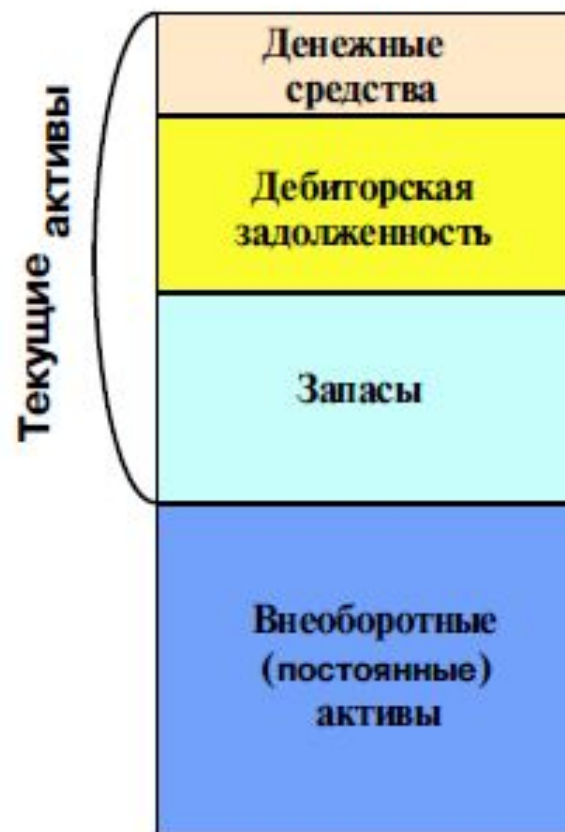 Текущие активы
Денежные
средства
Дебиторская
задолженность
Запасы
Внеоборотные
(постоянные)
активы